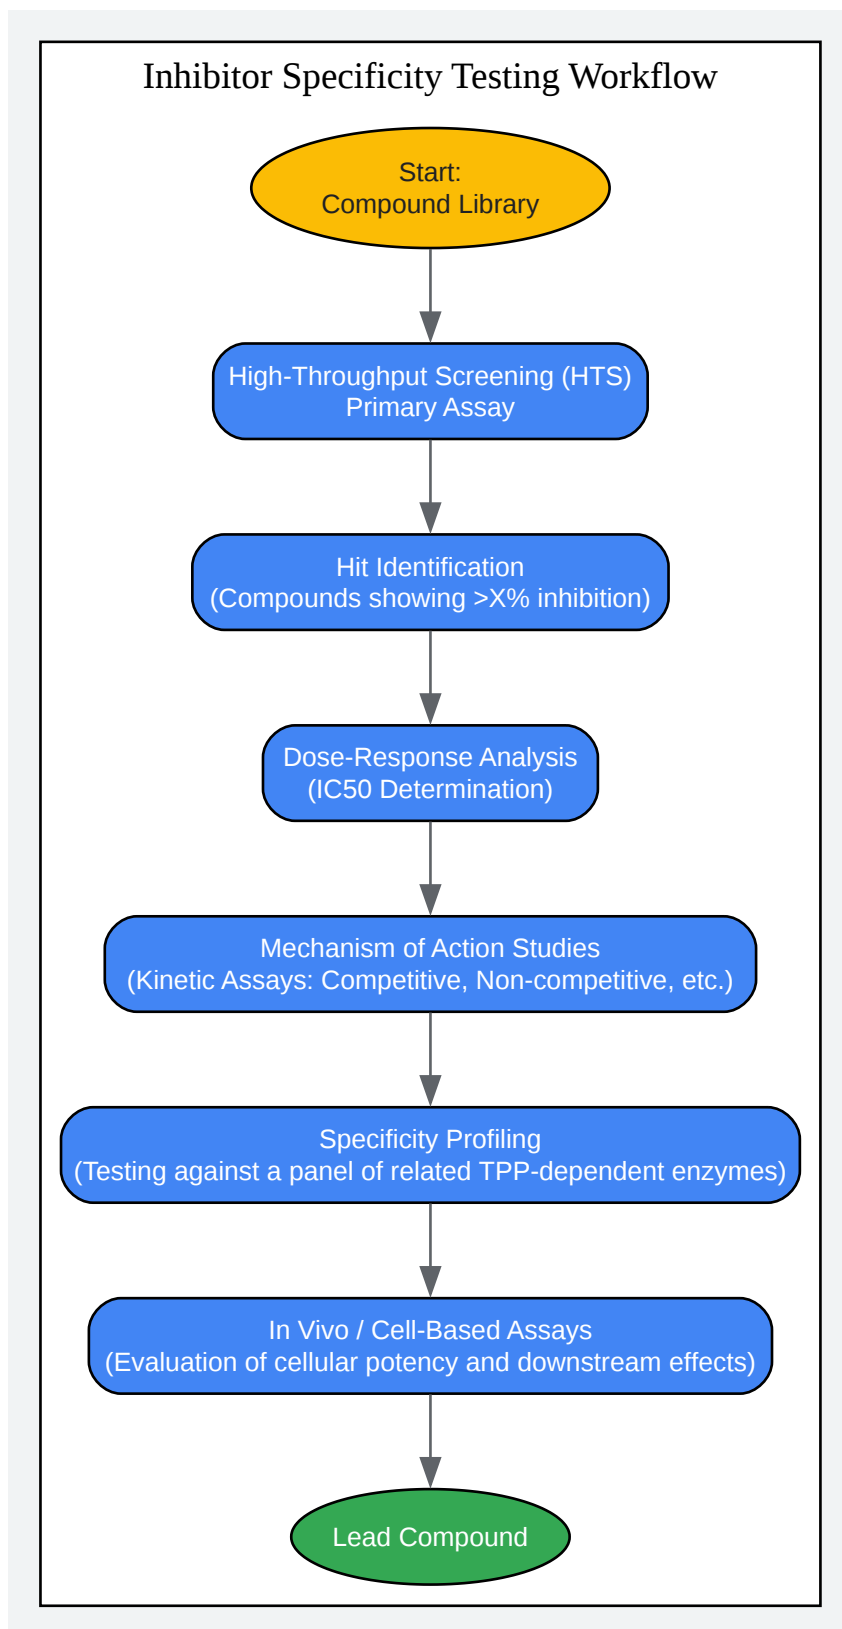 Inhibitor Specificity Testing Workflow
Start:
Compound Library
High-Throughput Screening (HTS)
Primary Assay
Hit Identification
(Compounds showing >X% inhibition)
Dose-Response Analysis
(IC50 Determination)
Mechanism of Action Studies
(Kinetic Assays: Competitive, Non-competitive, etc.)
Specificity Profiling
(Testing against a panel of related TPP-dependent enzymes)
In Vivo / Cell-Based Assays
(Evaluation of cellular potency and downstream effects)
Lead Compound